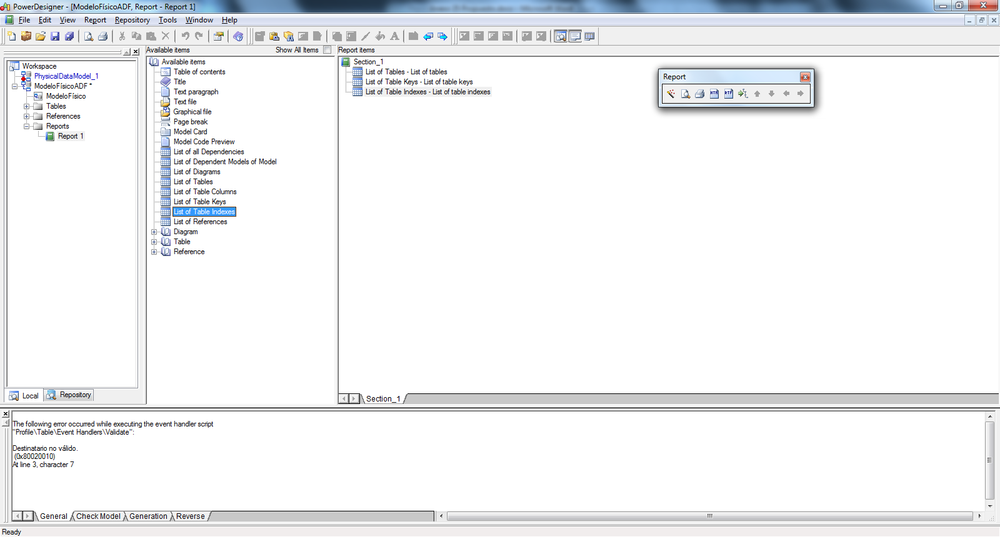 PowerDesigner - [ModeloFísicoADF, Report - Report 1]
File Edit View Report Repository Tools Window Help
Available items
Show All Items
Report items
Workspace
PhysicalDataModel_1
ModeloFísicoADF *
ModeloFísico
Tables
References
Reports
Report 1
Local
Repository
Available items
Table of contents
Title
Text paragraph
Text file
Graphical file
Page break
Model Card
Model Code Preview
List of all Dependencies
List of Dependent Models of Model
List of Diagrams
List of Tables
List of Table Columns
List of Table Keys
List of Table Indexes
List of References
Diagram
Table
Reference
Section_1
List of Tables - List of tables
List of Table Keys - List of table keys
List of Table Indexes - List of table indexes
Report
HTM
RTF
Section_1
The following error occurred while executing the event handler script
"Profile\Table\Event Handlers\Validate":
Destinatario no válido.
(0x80020010)
At line 3, character 7
General Check Model Generation Reverse
Ready